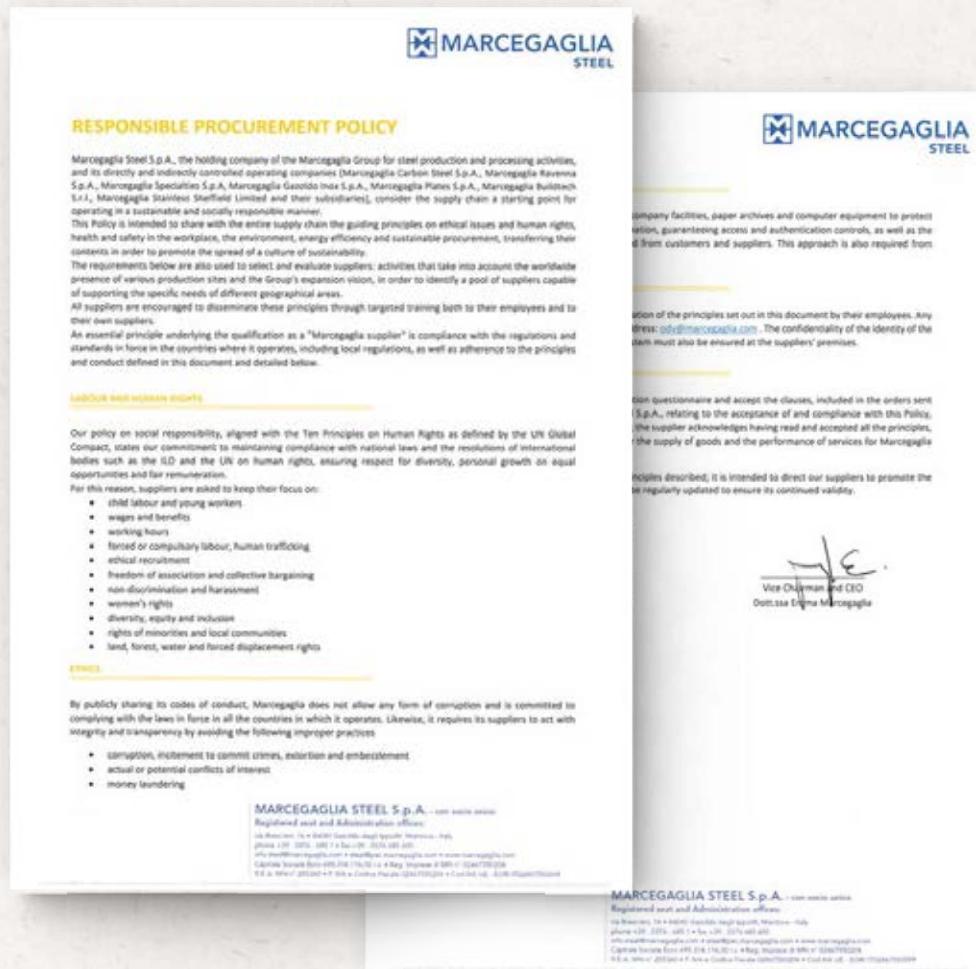 MARCEGAGLIA
STEEL
RESPONSIBLE PROCUREMENT POLICY
Marcegaglia Steel S.p.A., the holding company of the Marcegaglia Group for steel production and processing activities,
and its directly and indirectly controlled operating companies (Marcegaglia Carbon Steel S.p.A., Marcegaglia Ravenna
S.p.A., Marcegaglia Specialties S.p.A, Marcegaglia Gazoldo Inox S.p.A., Marcegaglia Plates S.p.A., Marcegaglia Buildtech
S.r.l., Marcegaglia Stainless Sheffield Limited and their subsidiaries), consider the supply chain a starting point for
operating in a sustainable and socially responsible manner.
This Policy is intended to share with the entire supply chain the guiding principles on ethical issues and human rights,
health and safety in the workplace, the environment, energy efficiency and sustainable procurement, transferring their
contents in order to promote the spread of a culture of sustainability.
The requirements below are also used to select and evaluate suppliers: activities that take into account the worldwide
presence of various production sites and the Group's expansion vision, in order to identify a pool of suppliers capable
of supporting the specific needs of different geographical areas.
All suppliers are encouraged to disseminate these principles through targeted training both to their employees and to
their own suppliers.
An essential principle underlying the qualification as a "Marcegaglia supplier" is compliance with the regulations and
standards in force in the countries where it operates, including local regulations, as well as adherence to the principles
and conduct defined in this document and detailed below.
LABOUR AND HUMAN RIGHTS
Our policy on social responsibility, aligned with the Ten Principles on Human Rights as defined by the UN Global
Compact, states our commitment to maintaining compliance with national laws and the resolutions of international
bodies such as the ILO and the UN on human rights, ensuring respect for diversity, personal growth on equal
opportunities and fair remuneration.
For this reason, suppliers are asked to keep their focus on:
• child labour and young workers
• wages and benefits
• working hours
• forced or compulsary labour, human trafficking
• ethical recruitment
• freedom of association and collective bargaining
• non-discrimination and harassment
• women's rights
• diversity, equity and inclusion
• rights of minorities and local communities
• land, forest, water and forced displacement rights
ETHICS
By publicly sharing its codes of conduct, Marcegaglia does not allow any form of corruption and is committed to
complying with the laws in force in all the countries in which it operates. Likewise, it requires its suppliers to act with
integrity and transparency by avoiding the following improper practices
• corruption, incitement to commit crimes, extortion and embezzlement
• actual or potential conflicts of interest
• money laundering
MARCEGAGLIA STEEL S.p.A. - con socio unico
Registered seat and Administration offices:
MARCEGAGLIA
STEEL
company facilities, paper archives and computer equipment to protect
ation, guaranteeing access and authentication controls, as well as the
d from customers and suppliers. This approach is also required from
ation of the principles set out in this document by their employees. Any
dress: odv@marcegaglia.com . The confidentiality of the identity of the
tem must also be ensured at the suppliers' premises.
ion questionnaire and accept the clauses, included in the orders sent
S.p.A., relating to the acceptance of and compliance with this Policy,
the supplier acknowledges having read and accepted all the principles,
the supply of goods and the performance of services for Marcegaglia
nciples described, it is intended to direct our suppliers to promote the
be regularly updated to ensure its continued validity.
Vice Chairman and CEO
Dott.ssa Emma Marcegaglia
MARCEGAGLIA STEEL S.p.A. - con socio unico
Registered seat and Administration offices: